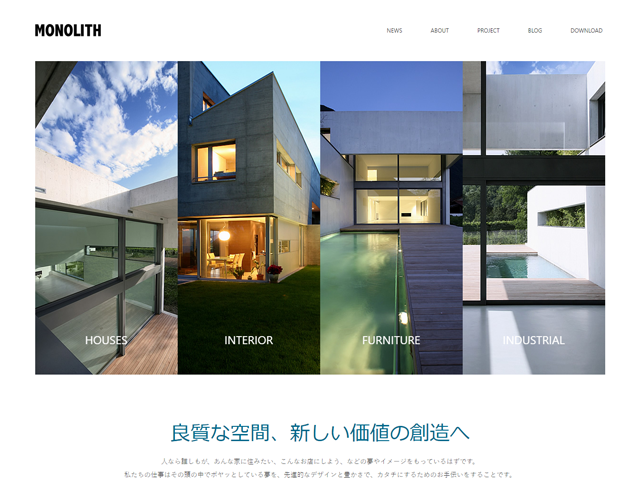 MONOLITH
NEWS ABOUT PROJECT BLOG DOWNLOAD
HOUSES INTERIOR FURNITURE INDUSTRIAL
良質な空間、新しい価値の創造へ
人なら誰しもが、あんな家に住みたい、こんなお店にしよう、などの夢やイメージをもっているはずです。
私たちの仕事はその頭の中でボヤッとしている夢を、先進的なデザインと豊かさで、カタチにするためのお手伝いをすることです。